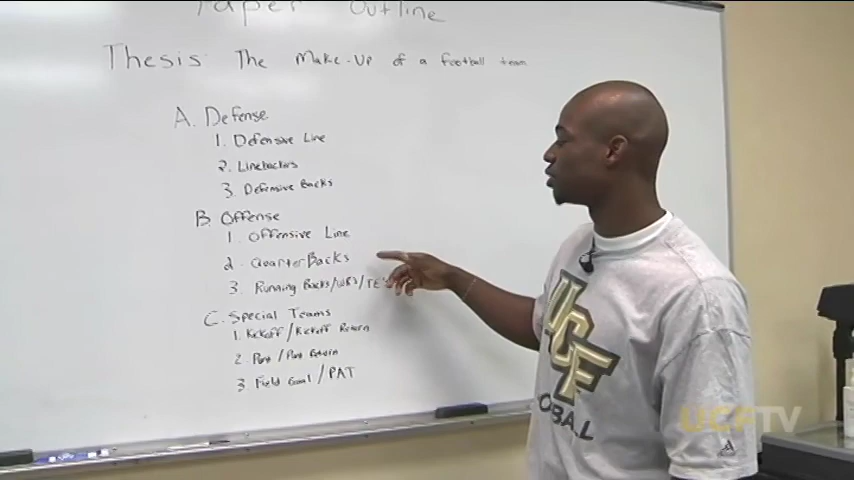 Paper Outline
Thesis: The Make-Up of a football team
A. Defense
1. Defensive Line
2. Linebackers
3. Defensive Backs
B. Offense
1. Offensive Line
2. QuarterBacks
3. Running Backs/WR's/TE's
C. Special Teams
1. Kickoff/Kickoff Return
2. Punt/Punt Return
3. Field Goal/PAT
UCF
FOOTBALL
UCFTV